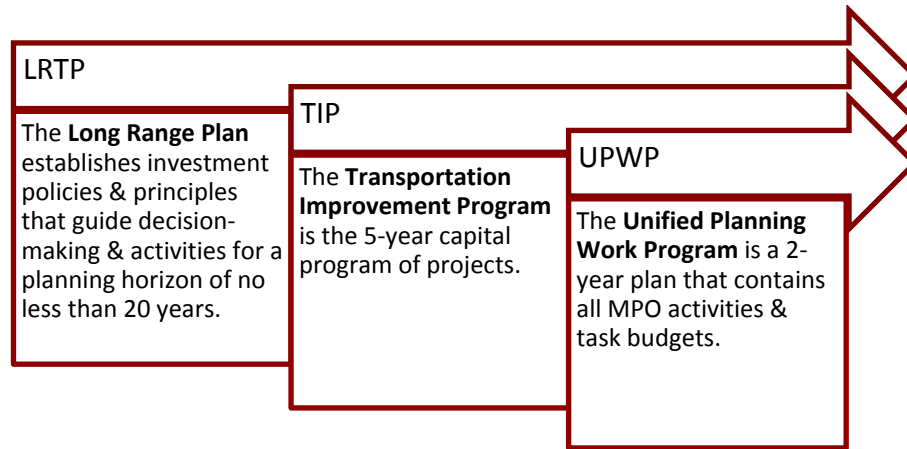 LRTP
The Long Range Plan
establishes investment
policies & principles
that guide decision-
making & activities for a
planning horizon of no
less than 20 years.
TIP
The Transportation
Improvement Program
is the 5-year capital
program of projects.
UPWP
The Unified Planning
Work Program is a 2-
year plan that contains
all MPO activities &
task budgets.